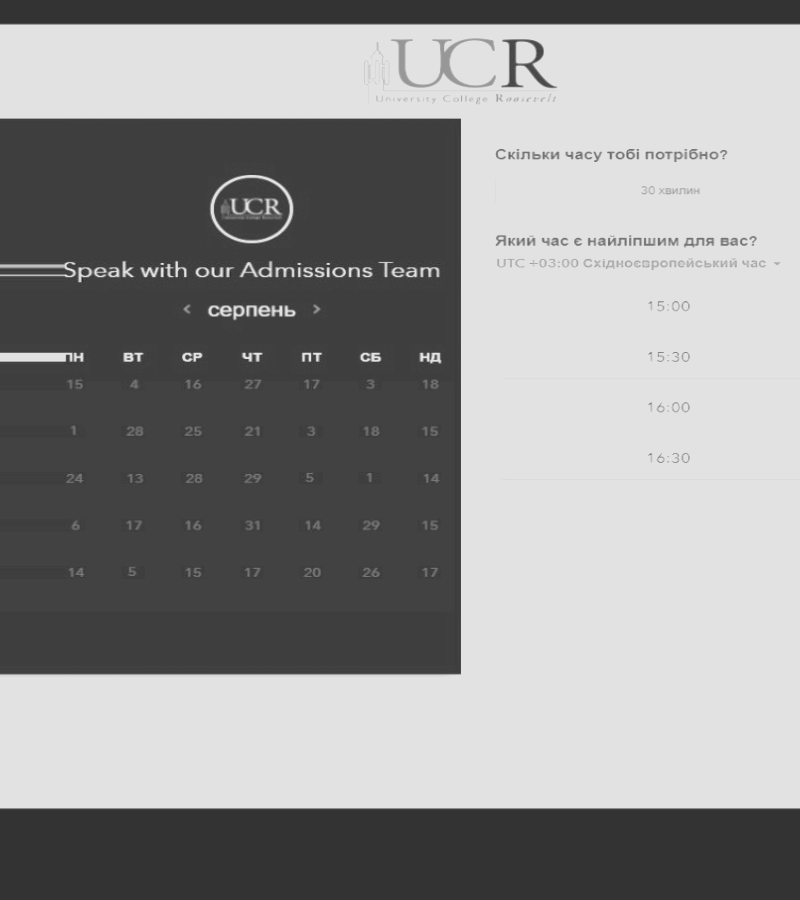 UCR
University College Roosevelt
UCR
Speak with our Admissions Team
< серпень >
ПН ВТ СР ЧТ ПТ СБ НД
15 4 16 27 17 3 18
1 28 25 21 3 18 15
24 13 28 29 5 1 14
6 17 16 31 14 29 15
14 5 15 17 20 26 17
Скільки часу тобі потрібно?
30 хвилин
Який час є найліпшим для вас?
UTC +03:00 Східноєвропейський час
15:00
15:30
16:00
16:30